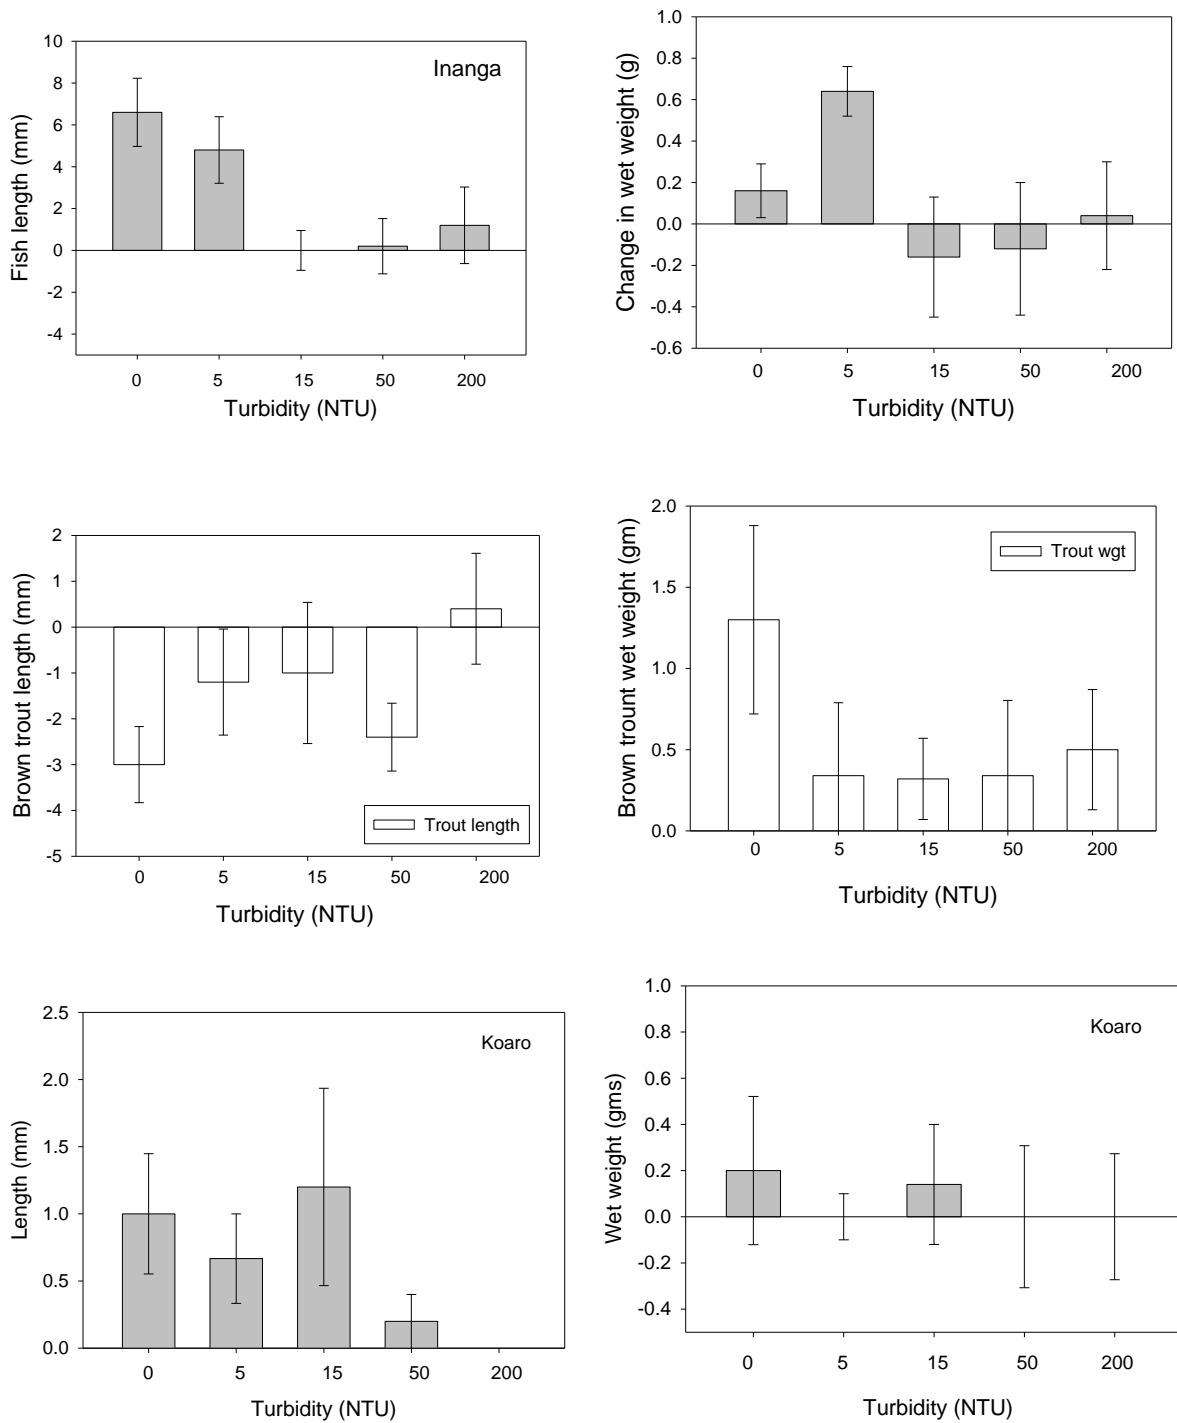 Inanga
Fish length (mm)
10
8
6
4
2
0
-2
-4
0 5 15 50 200
Turbidity (NTU)
Change in wet weight (g)
1.0
0.8
0.6
0.4
0.2
0.0
-0.2
-0.4
-0.6
0 5 15 50 200
Turbidity (NTU)
Brown trout length (mm)
2
1
0
-1
-2
-3
-4
-5
Trout length
0 5 15 50 200
Turbidity (NTU)
Brown trount wet weight (gm)
2.0
1.5
1.0
0.5
0.0
Trout wgt
0 5 15 50 200
Turbidity (NTU)
Koaro
Length (mm)
2.5
2.0
1.5
1.0
0.5
0.0
0 5 15 50 200
Turbidity (NTU)
Koaro
Wet weight (gms)
1.0
0.8
0.6
0.4
0.2
0.0
-0.2
-0.4
0 5 15 50 200
Turbidity (NTU)